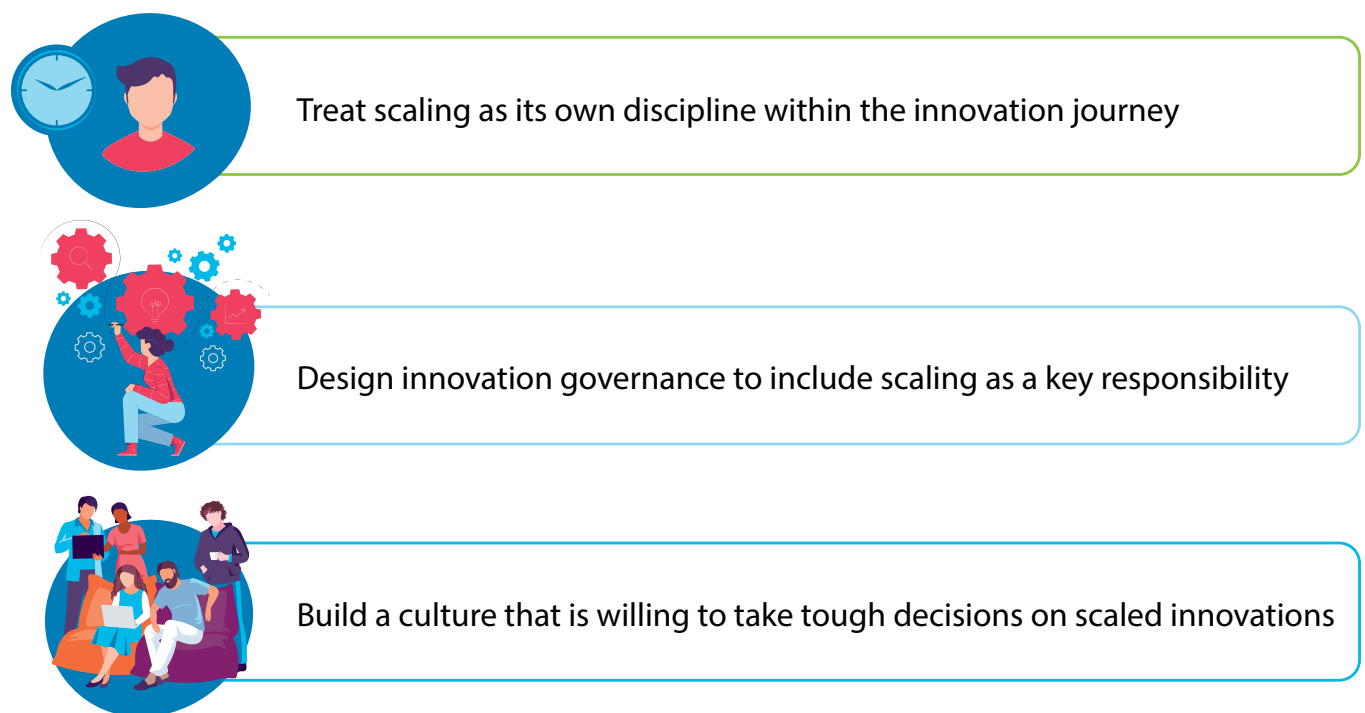 Treat scaling as its own discipline within the innovation journey
Design innovation governance to include scaling as a key responsibility
Build a culture that is willing to take tough decisions on scaled innovations